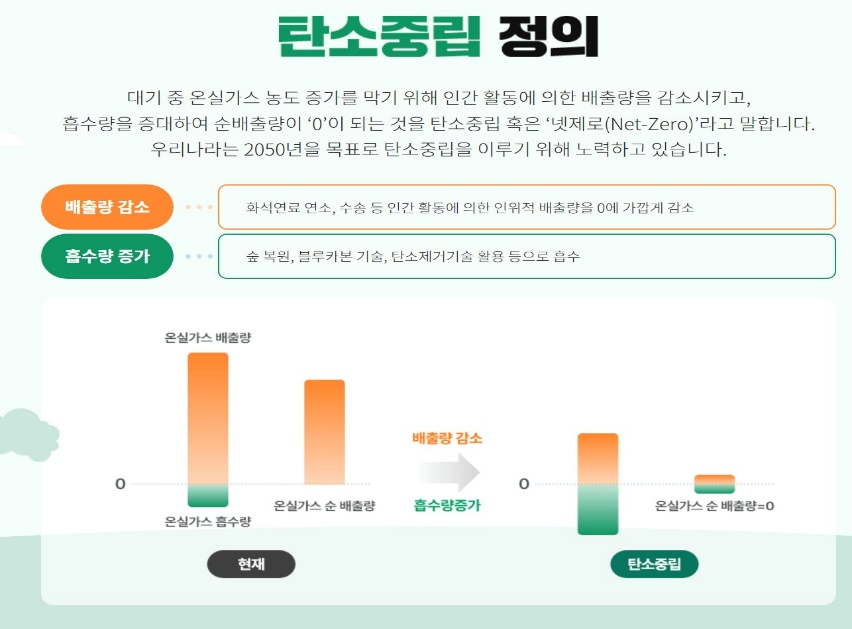 탄소중립 정의
대기 중 온실가스 농도 증가를 막기 위해 인간 활동에 의한 배출량을 감소시키고,
흡수량을 증대하여 순배출량이 ‘0’이 되는 것을 탄소중립 혹은 ‘넷제로(Net-Zero)’라고 말합니다.
우리나라는 2050년을 목표로 탄소중립을 이루기 위해 노력하고 있습니다.
배출량 감소
화석연료 연소, 수송 등 인간 활동에 의한 인위적 배출량을 0에 가깝게 감소
흡수량 증가
숲 복원, 블루카본 기술, 탄소제거기술 활용 등으로 흡수
온실가스 배출량
0
온실가스 순 배출량
온실가스 흡수량
현재
배출량 감소
흡수량증가
0
온실가스 순 배출량=0
탄소중립